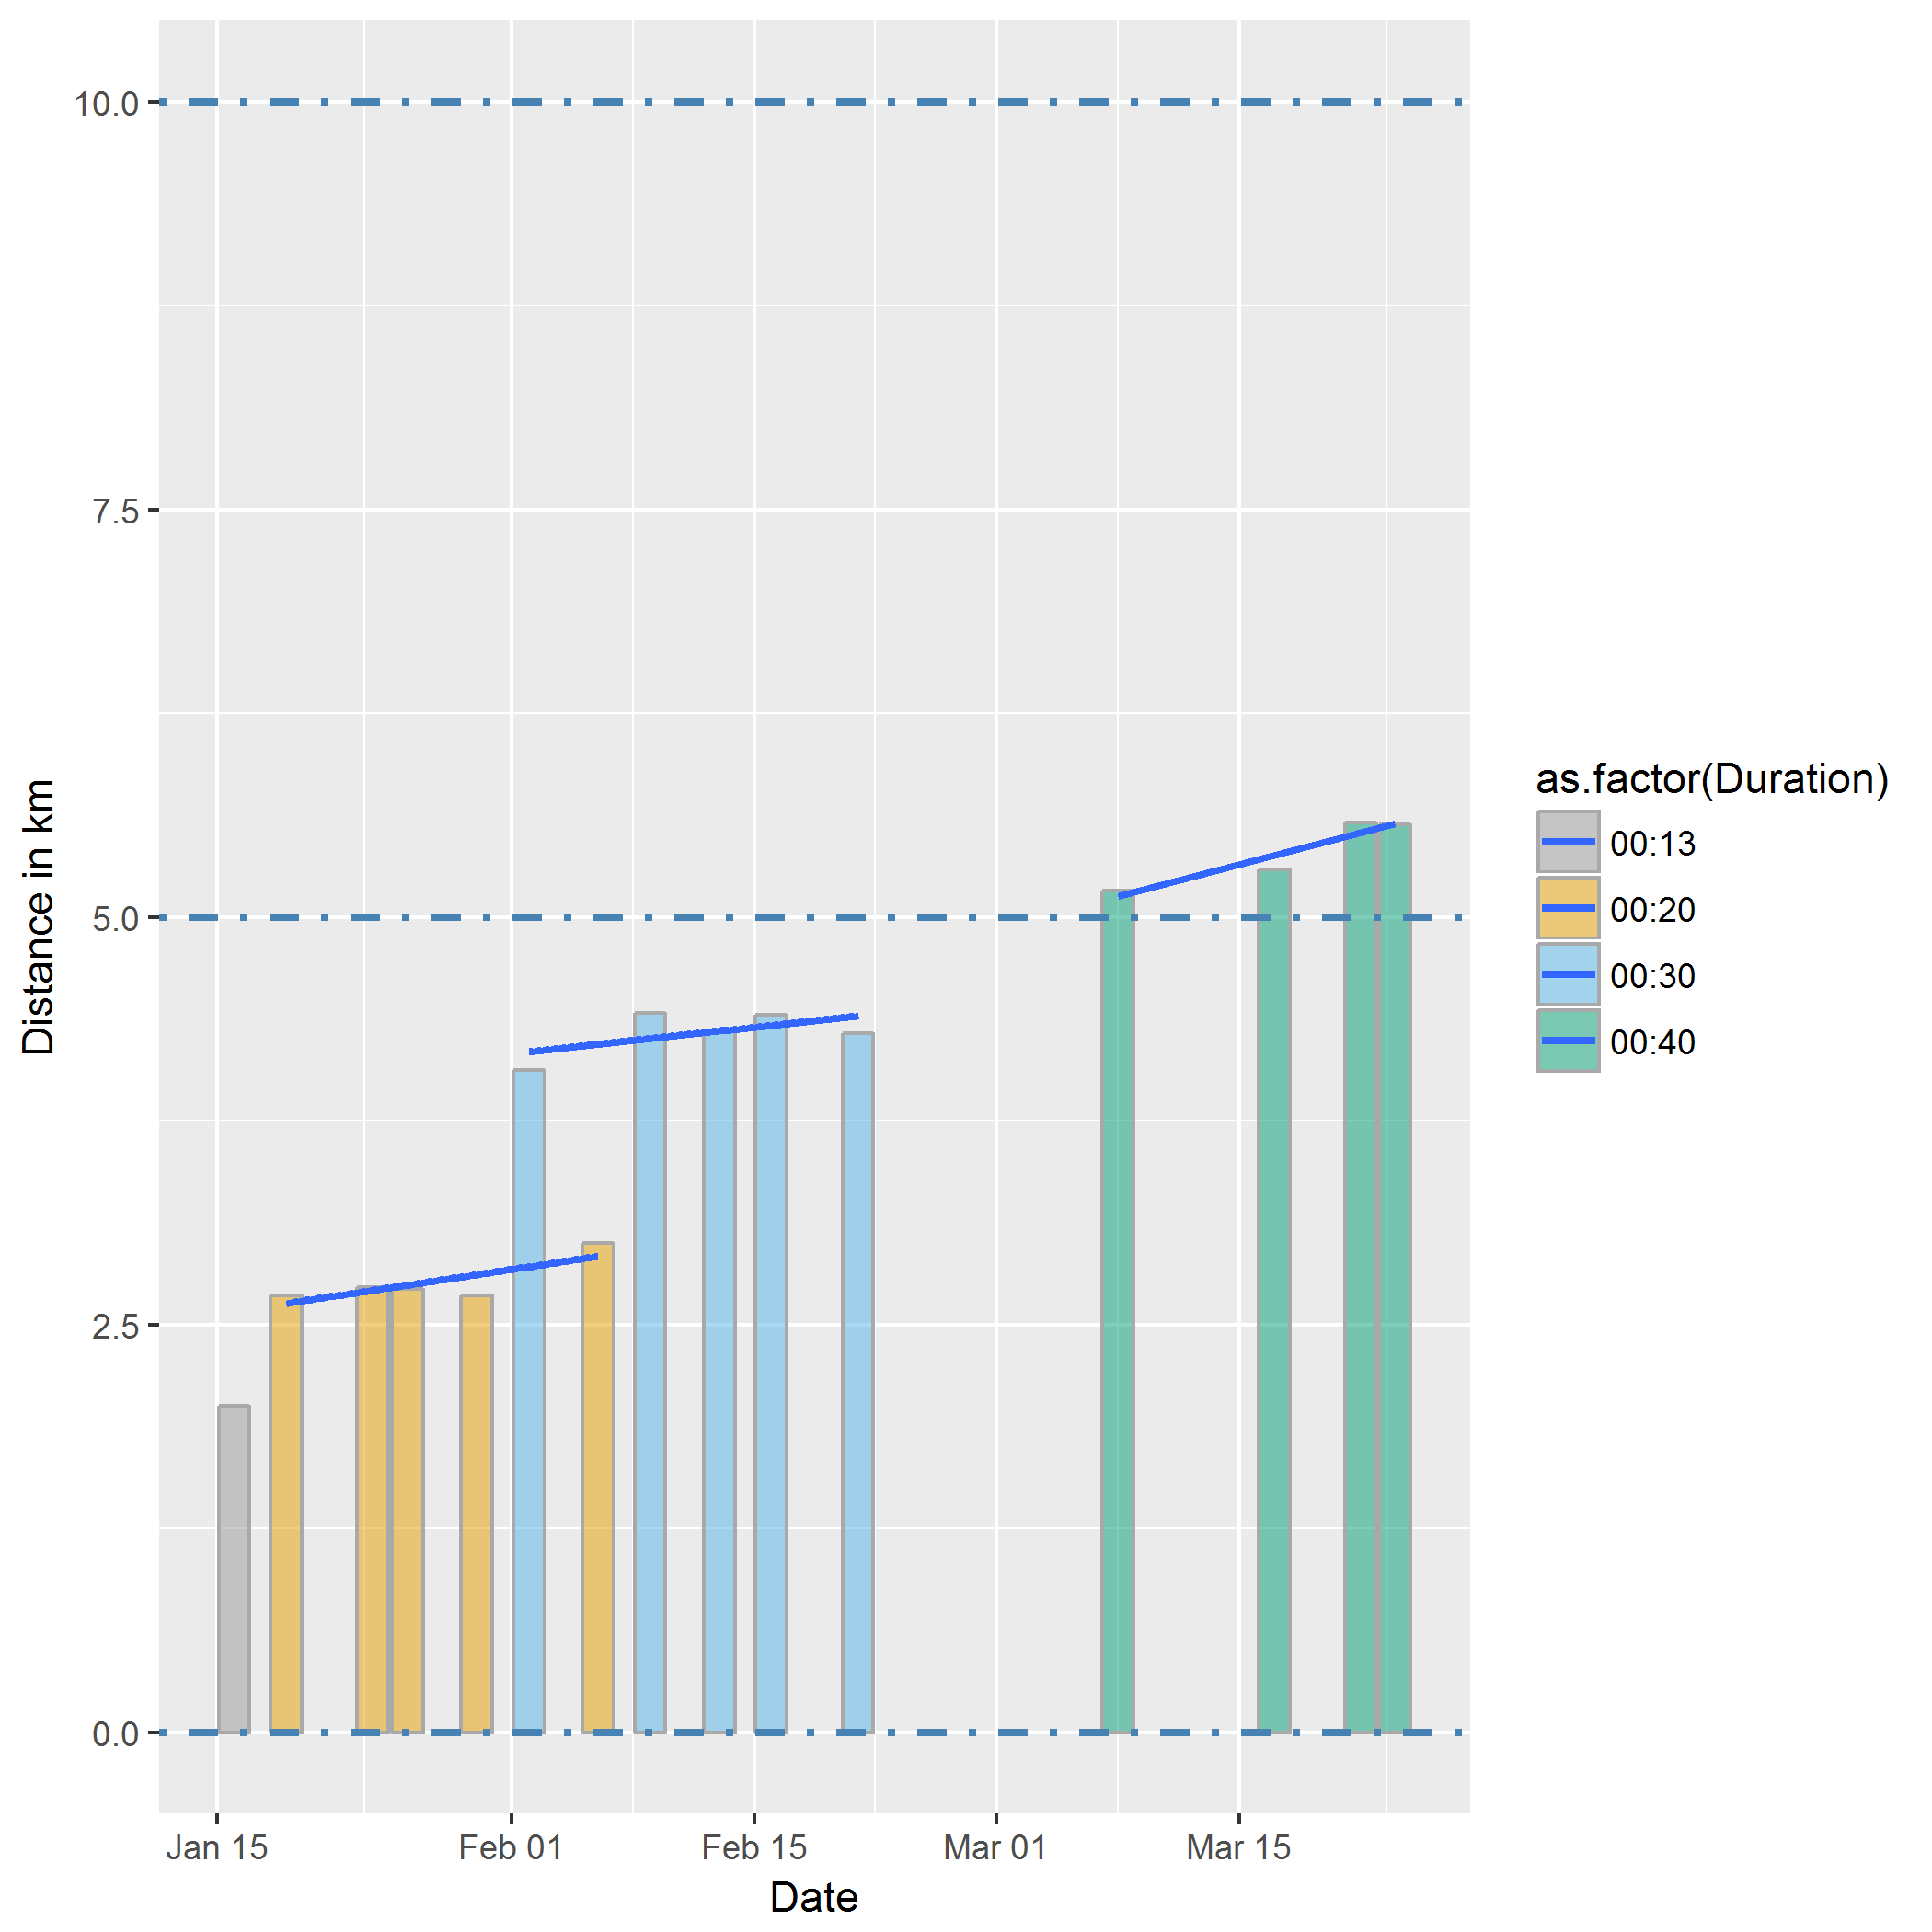 10.0
7.5
5.0
2.5
0.0
Distance in km
Jan 15
Feb 01
Feb 15
Mar 01
Mar 15
Date
as.factor(Duration)
00:13
00:20
00:30
00:40